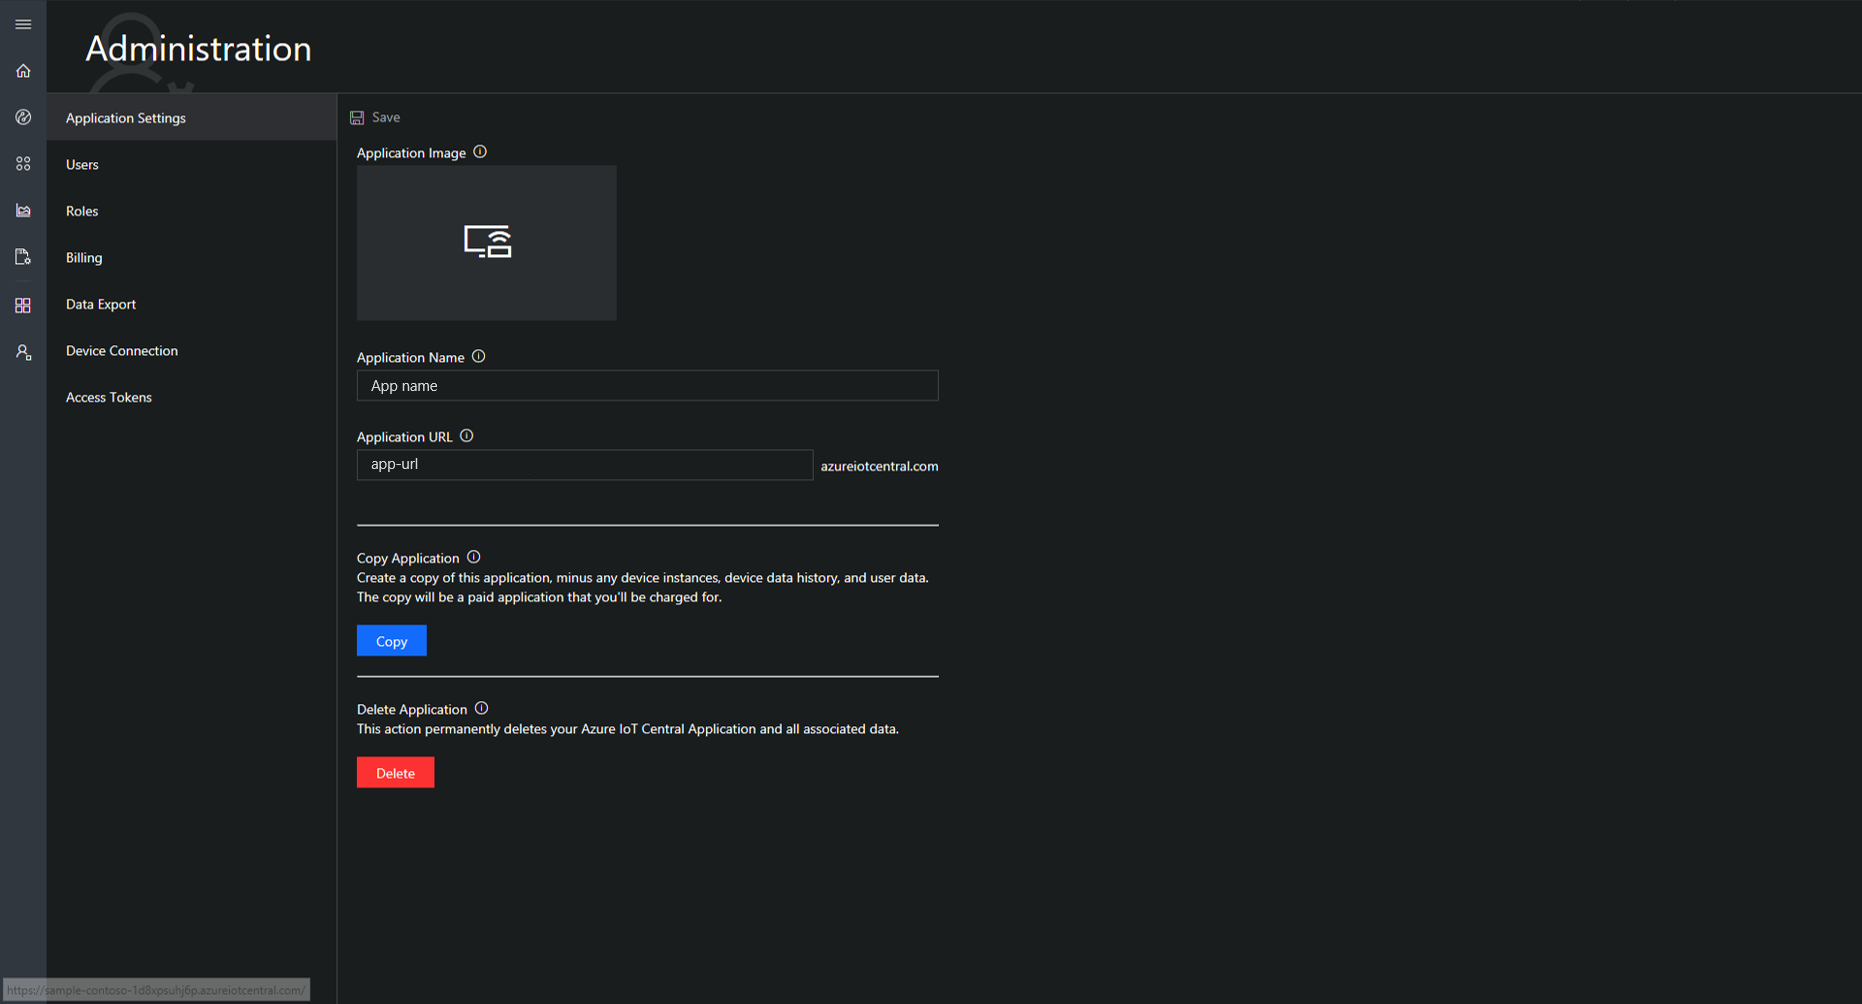 Administration
Application Settings
Users
Roles
Billing
Data Export
Device Connection
Access Tokens
Save
Application Image
Application Name
App name
Application URL
app-url
azureiotcentral.com
Copy Application
Create a copy of this application, minus any device instances, device data history, and user data.
The copy will be a paid application that you'll be charged for.
Copy
Delete Application
This action permanently deletes your Azure IoT Central Application and all associated data.
Delete
https://sample-contoso-1d8xpsuhj6p.azureiotcentral.com/